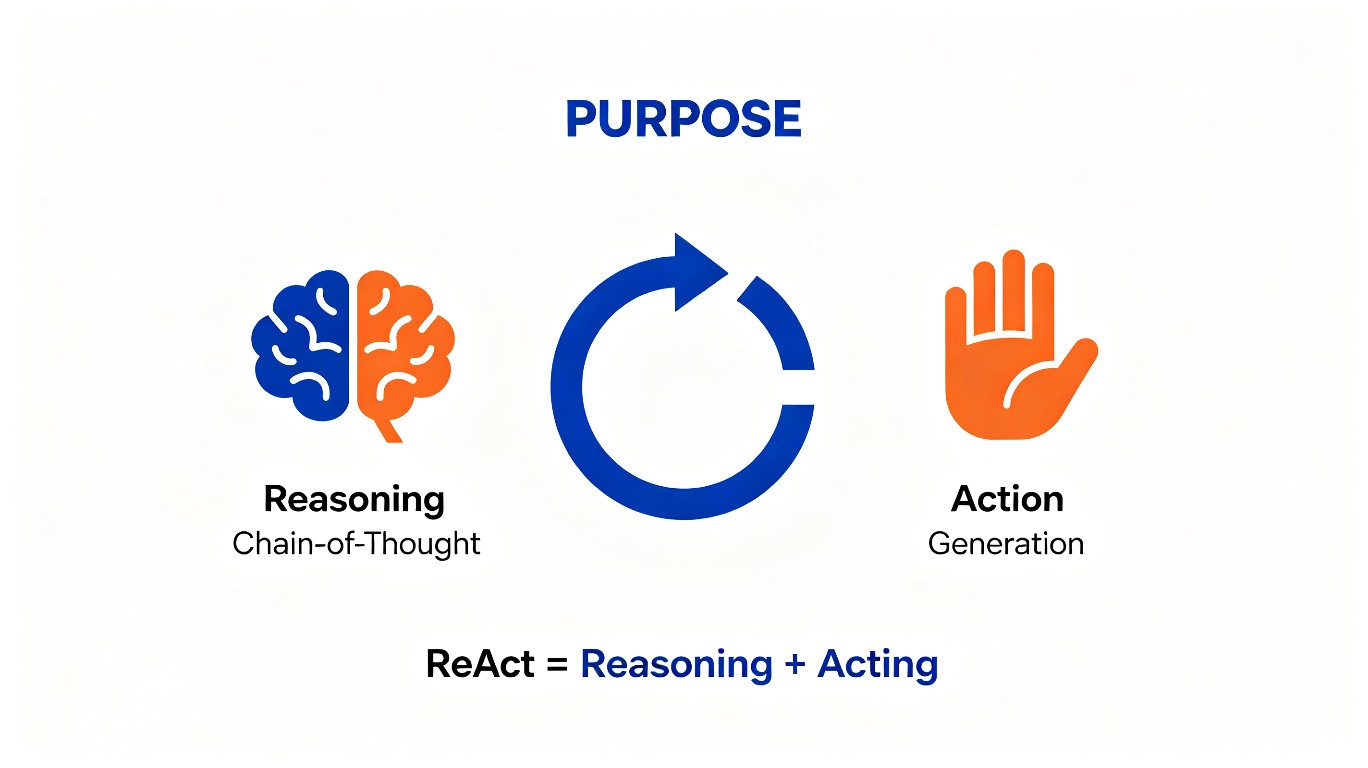 PURPOSE
Reasoning
Chain-of-Thought
Action
Generation
ReAct = Reasoning + Acting